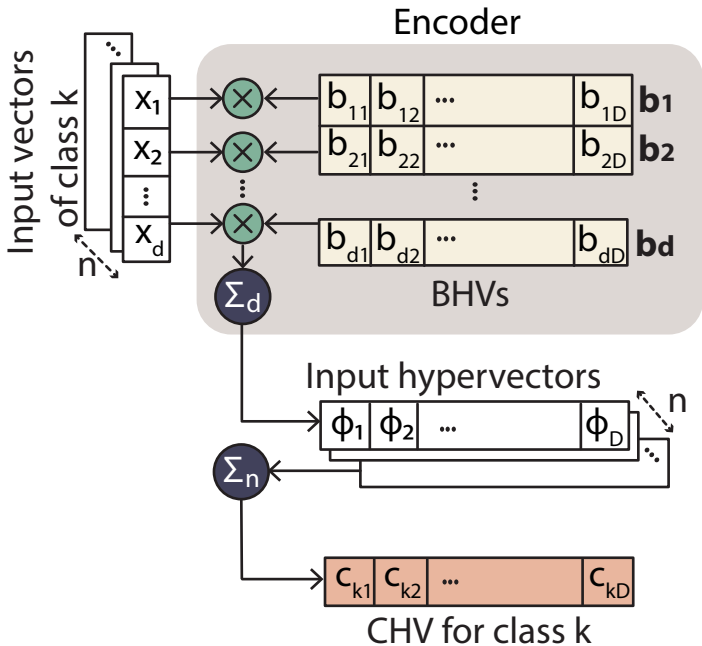 Encoder
Input vectors
of class k
x1 × b11 b12 ... b1D b1
x2 × b21 b22 ... b2D b2
⋮ ⋮ ⋮
xd × bd1 bd2 ... bdD bd
n
Σd
BHVs
Input hypervectors
n
ϕ1 ϕ2 ... ϕD
Σn
ck1 ck2 ... ckD
CHV for class k